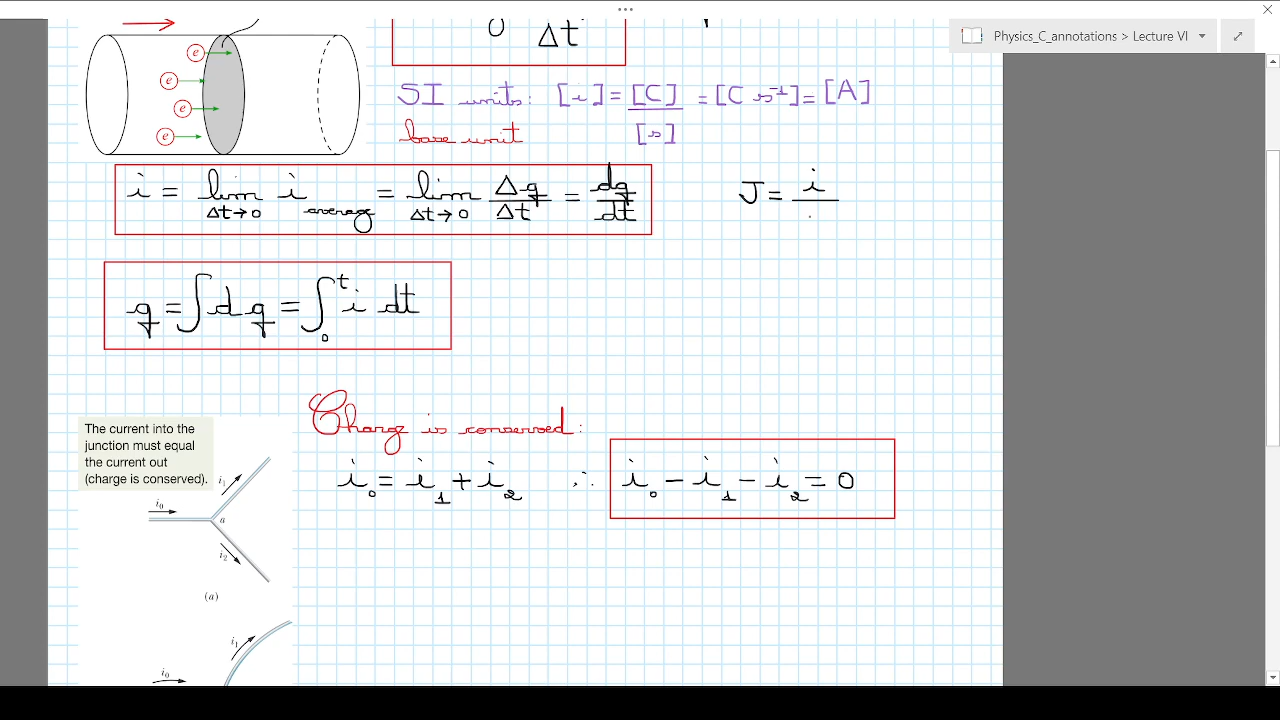 Physics_C_annotations > Lecture VI
Δt
SI units: [i] = [C]/[s] = [C s⁻¹] = [A]
base unit
e
e
e
e
i = lim Δt→0 i average = lim Δt→0 Δq/Δt = dq/dt
J = i
q = ∫dq = ∫₀ᵗ i dt
Charge is conserved:
The current into the
junction must equal
the current out
(charge is conserved).
i₀ = i₁ + i₂ ∴ i₀ - i₁ - i₂ = 0
i₁
i₀
a
i₂
(a)
i₁
i₀